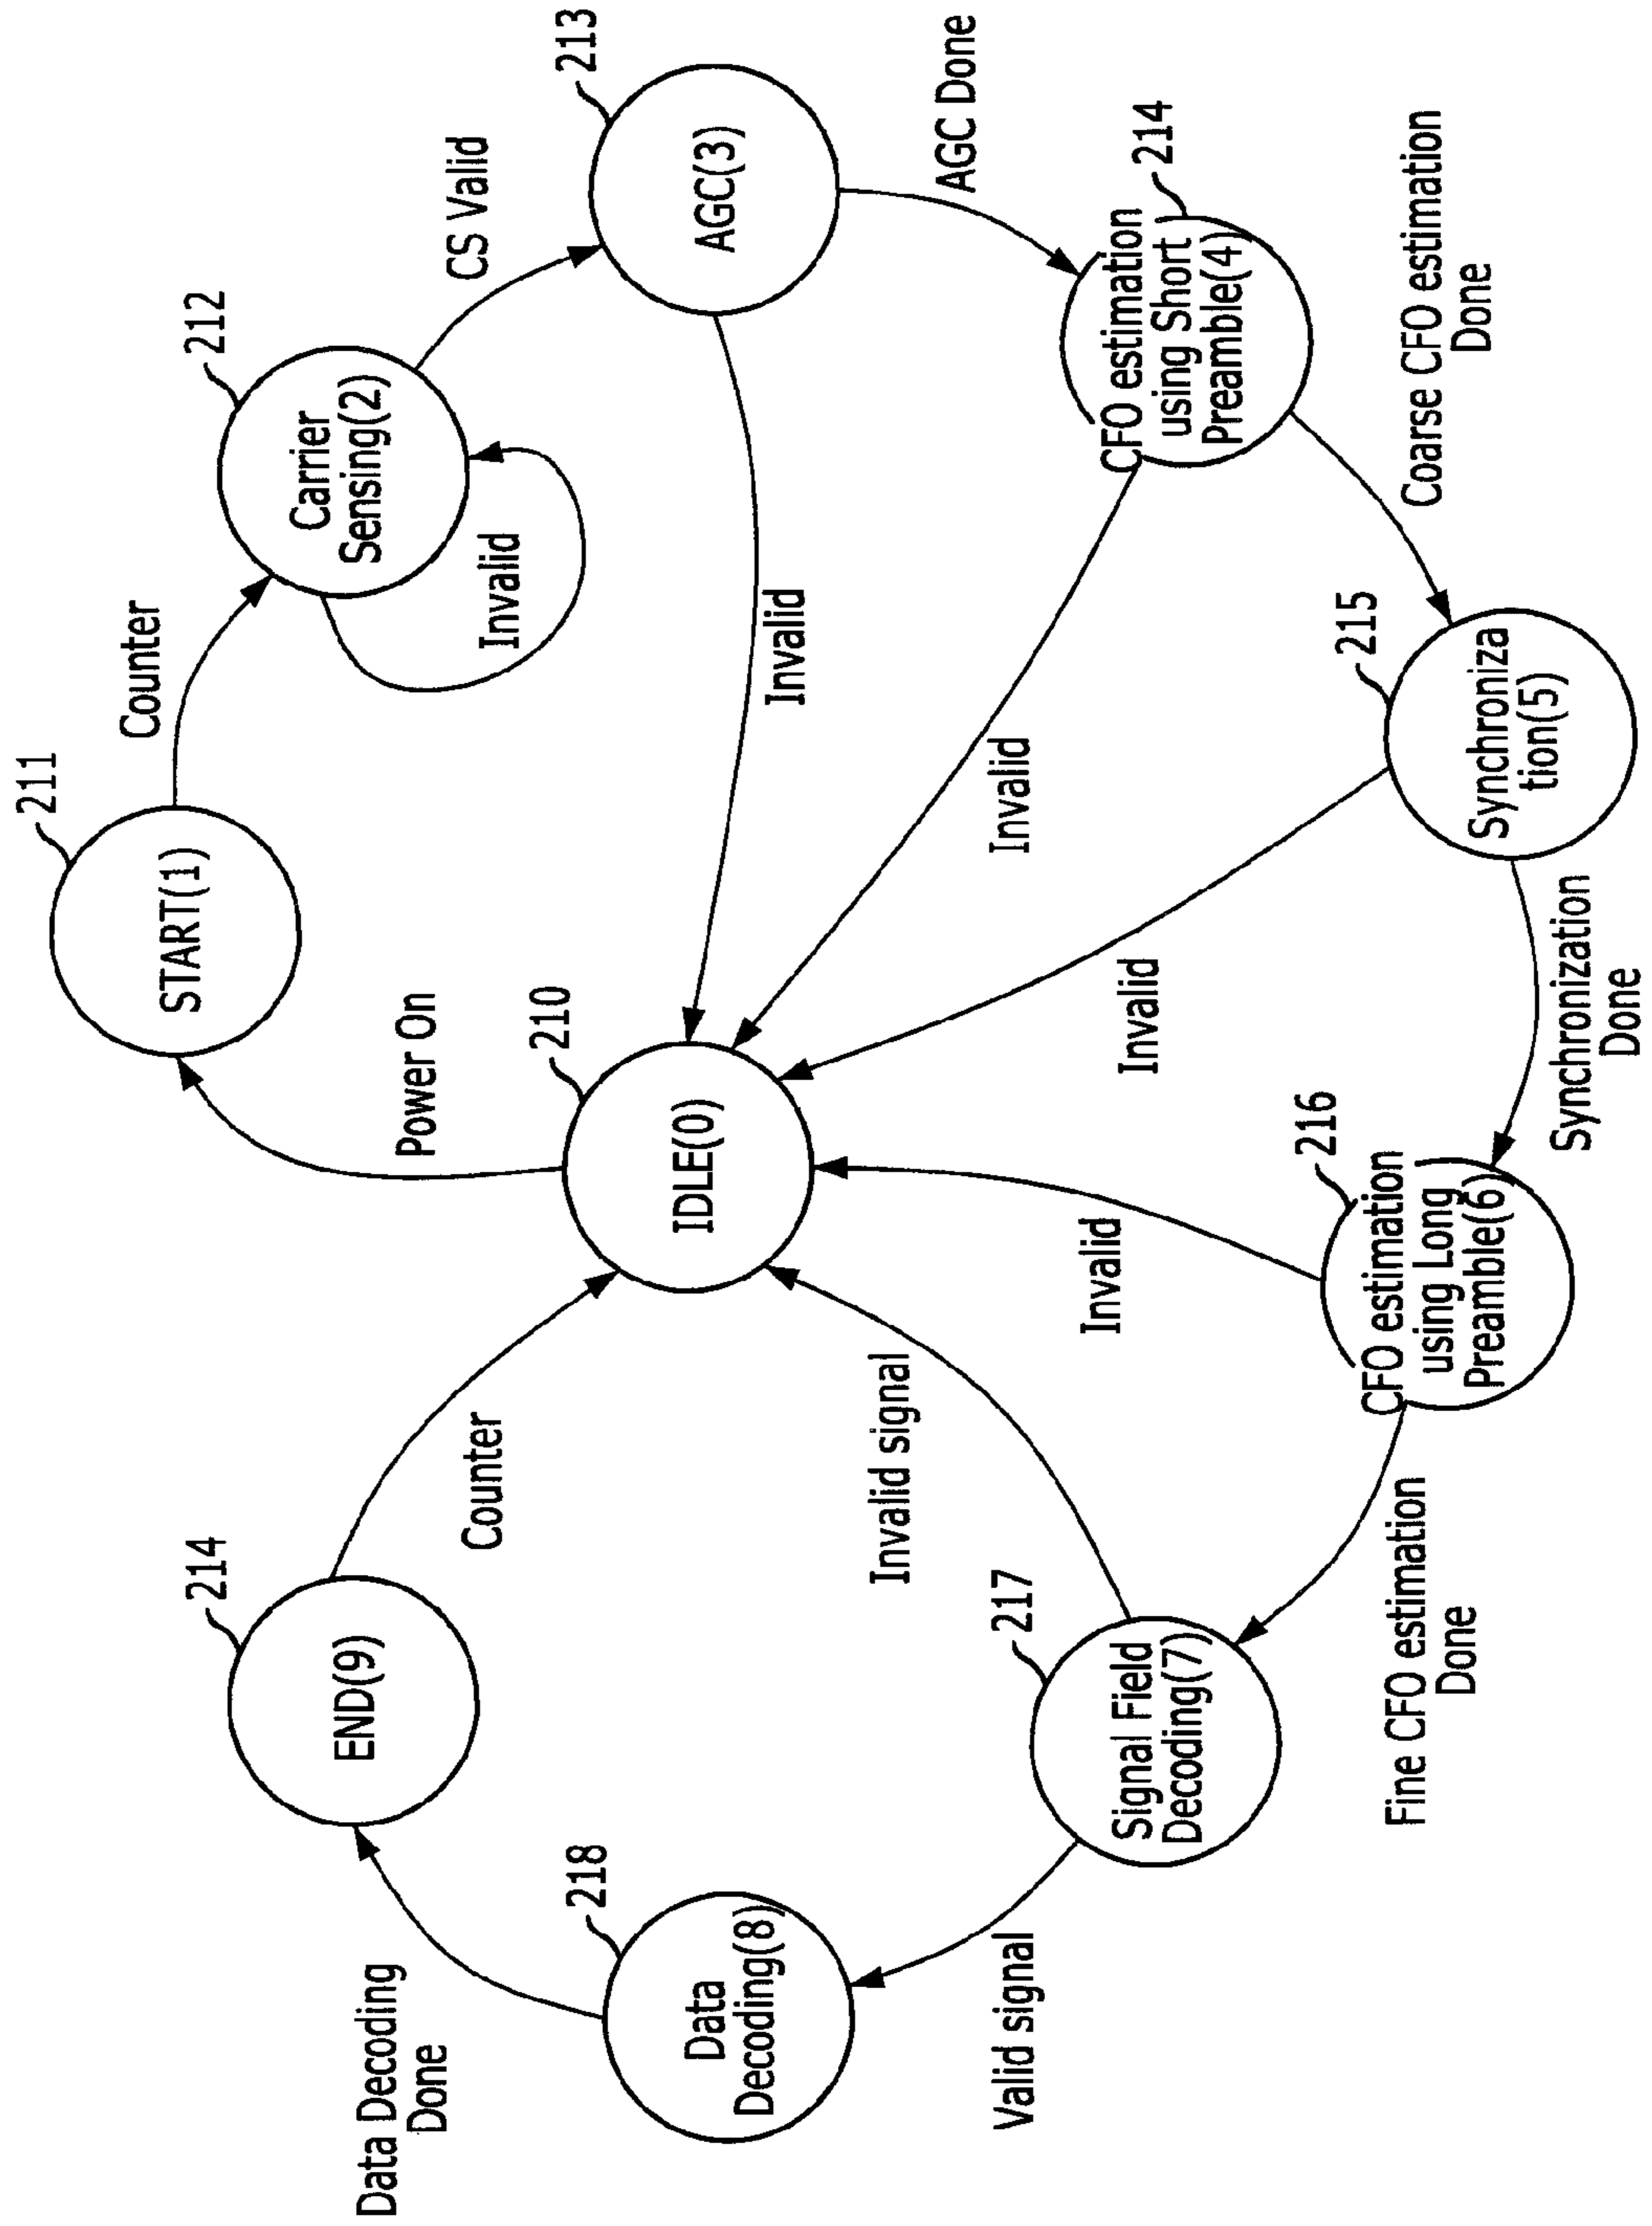 211
START(1)
Counter
212
Carrier
Sensing(2)
Invalid
CS Valid
213
AGC(3)
Invalid
AGC Done
214
CFO estimation
using Short
Preamble(4)
Invalid
Coarse CFO estimation
Done
215
Synchroniza
tion(5)
Invalid
Synchronization
Done
216
CFO estimation
using Long
Preamble(6)
Invalid
Fine CFO estimation
Done
217
Signal Field
Decoding(7)
Invalid signal
Valid signal
218
Data
Decoding(8)
Data Decoding
Done
214
END(9)
Counter
210
IDLE(0)
Power On